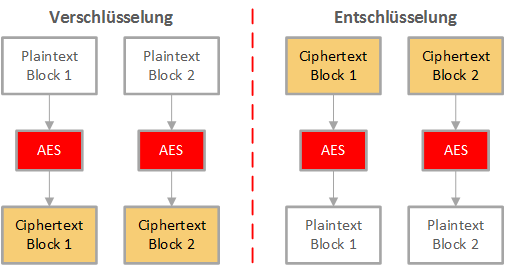 Verschlüsselung
Plaintext
Block 1
Plaintext
Block 2
AES
AES
Ciphertext
Block 1
Ciphertext
Block 2
Entschlüsselung
Ciphertext
Block 1
Ciphertext
Block 2
AES
AES
Plaintext
Block 1
Plaintext
Block 2